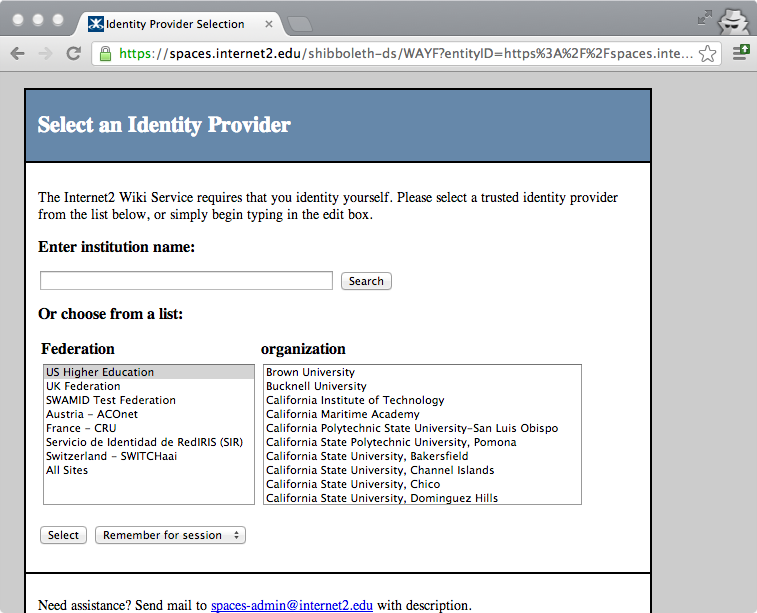 Identity Provider Selection
https://spaces.internet2.edu/shibboleth-ds/WAYF?entityID=https%3A%2F%2Fspaces.inte...
Select an Identity Provider
The Internet2 Wiki Service requires that you identity yourself. Please select a trusted identity provider
from the list below, or simply begin typing in the edit box.
Enter institution name:
Search
Or choose from a list:
Federation
organization
US Higher Education
UK Federation
SWAMID Test Federation
Austria - ACOnet
France - CRU
Servicio de Identidad de RedIRIS (SIR)
Switzerland - SWITCHaai
All Sites
Brown University
Bucknell University
California Institute of Technology
California Maritime Academy
California Polytechnic State University-San Luis Obispo
California State Polytechnic University, Pomona
California State University, Bakersfield
California State University, Channel Islands
California State University, Chico
California State University, Dominguez Hills
Select
Remember for session
Need assistance? Send mail to spaces-admin@internet2.edu with description.